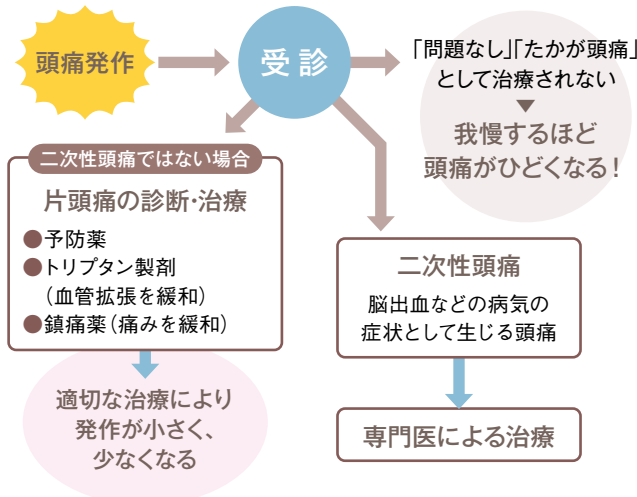 頭痛発作
受診
「問題なし」「たかが頭痛」
として治療されない
▼
我慢するほど
頭痛がひどくなる！
二次性頭痛ではない場合
片頭痛の診断・治療
●予防薬
●トリプタン製剤
（血管拡張を緩和）
●鎮痛薬（痛みを緩和）
適切な治療により
発作が小さく、
少なくなる
二次性頭痛
脳出血などの病気の
症状として生じる頭痛
専門医による治療